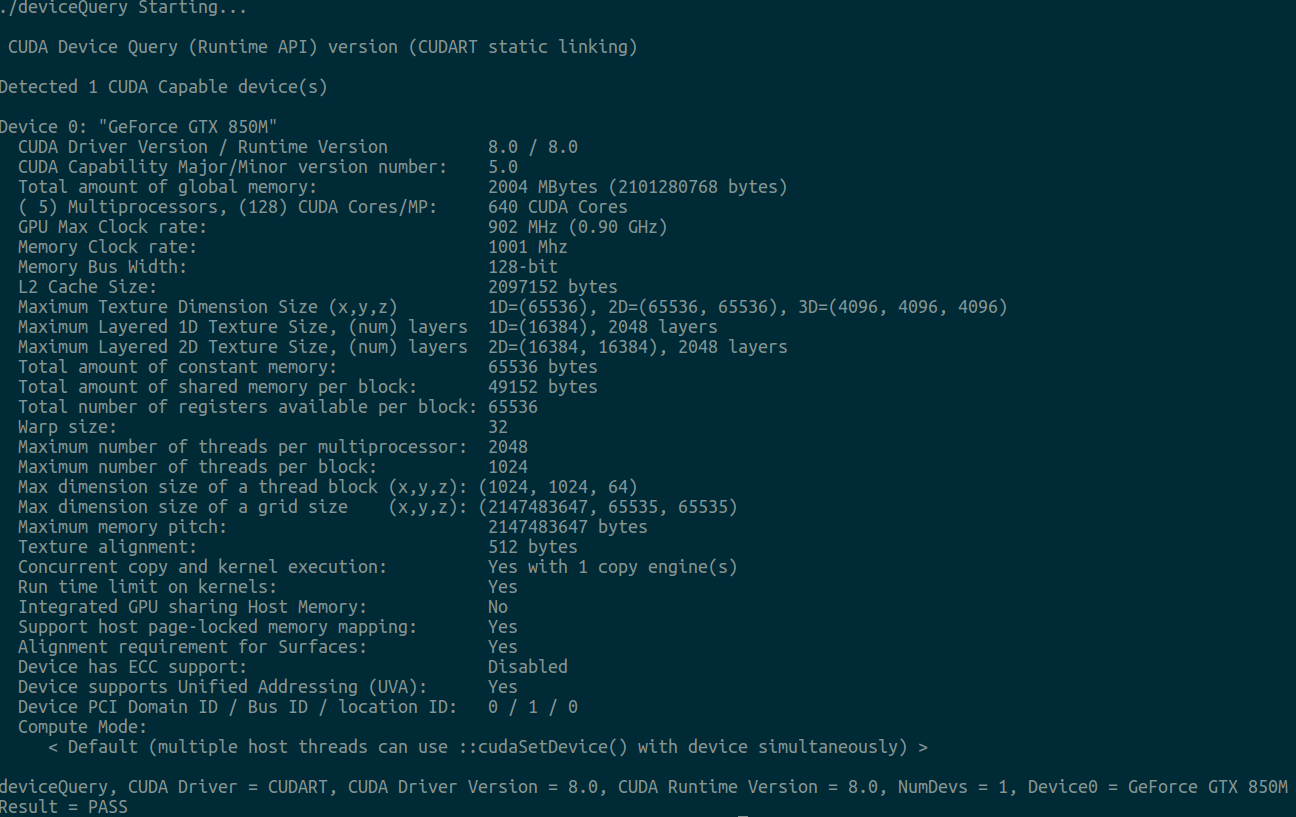 ./deviceQuery Starting...
CUDA Device Query (Runtime API) version (CUDART static linking)
Detected 1 CUDA Capable device(s)
Device 0: "GeForce GTX 850M"
CUDA Driver Version / Runtime Version 8.0 / 8.0
CUDA Capability Major/Minor version number: 5.0
Total amount of global memory: 2004 MBytes (2101280768 bytes)
( 5) Multiprocessors, (128) CUDA Cores/MP: 640 CUDA Cores
GPU Max Clock rate: 902 MHz (0.90 GHz)
Memory Clock rate: 1001 Mhz
Memory Bus Width: 128-bit
L2 Cache Size: 2097152 bytes
Maximum Texture Dimension Size (x,y,z) 1D=(65536), 2D=(65536, 65536), 3D=(4096, 4096, 4096)
Maximum Layered 1D Texture Size, (num) layers 1D=(16384), 2048 layers
Maximum Layered 2D Texture Size, (num) layers 2D=(16384, 16384), 2048 layers
Total amount of constant memory: 65536 bytes
Total amount of shared memory per block: 49152 bytes
Total number of registers available per block: 65536
Warp size: 32
Maximum number of threads per multiprocessor: 2048
Maximum number of threads per block: 1024
Max dimension size of a thread block (x,y,z): (1024, 1024, 64)
Max dimension size of a grid size (x,y,z): (2147483647, 65535, 65535)
Maximum memory pitch: 2147483647 bytes
Texture alignment: 512 bytes
Concurrent copy and kernel execution: Yes with 1 copy engine(s)
Run time limit on kernels: Yes
Integrated GPU sharing Host Memory: No
Support host page-locked memory mapping: Yes
Alignment requirement for Surfaces: Yes
Device has ECC support: Disabled
Device supports Unified Addressing (UVA): Yes
Device PCI Domain ID / Bus ID / location ID: 0 / 1 / 0
Compute Mode:
< Default (multiple host threads can use ::cudaSetDevice() with device simultaneously) >
deviceQuery, CUDA Driver = CUDART, CUDA Driver Version = 8.0, CUDA Runtime Version = 8.0, NumDevs = 1, Device0 = GeForce GTX 850M
Result = PASS